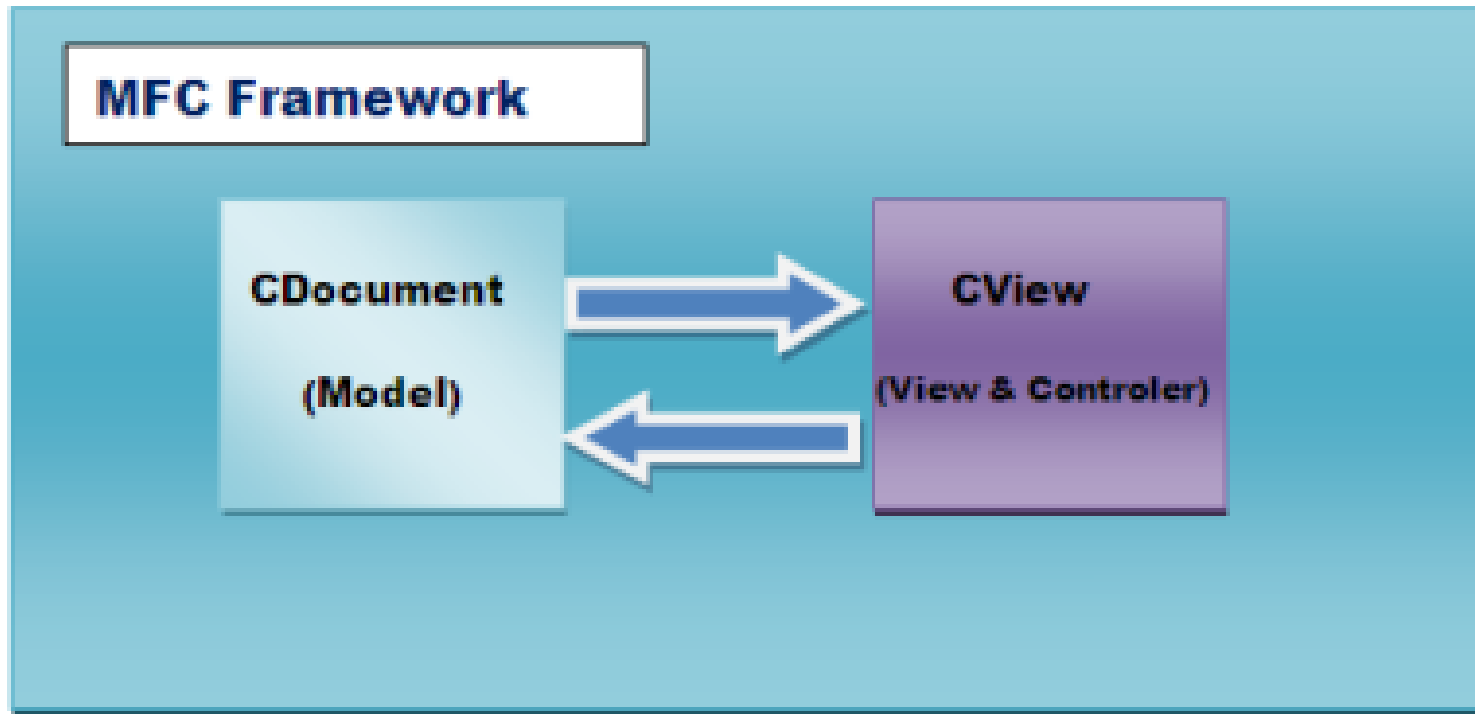 MFC Framework
CDocument
(Model)
CView
(View & Controler)